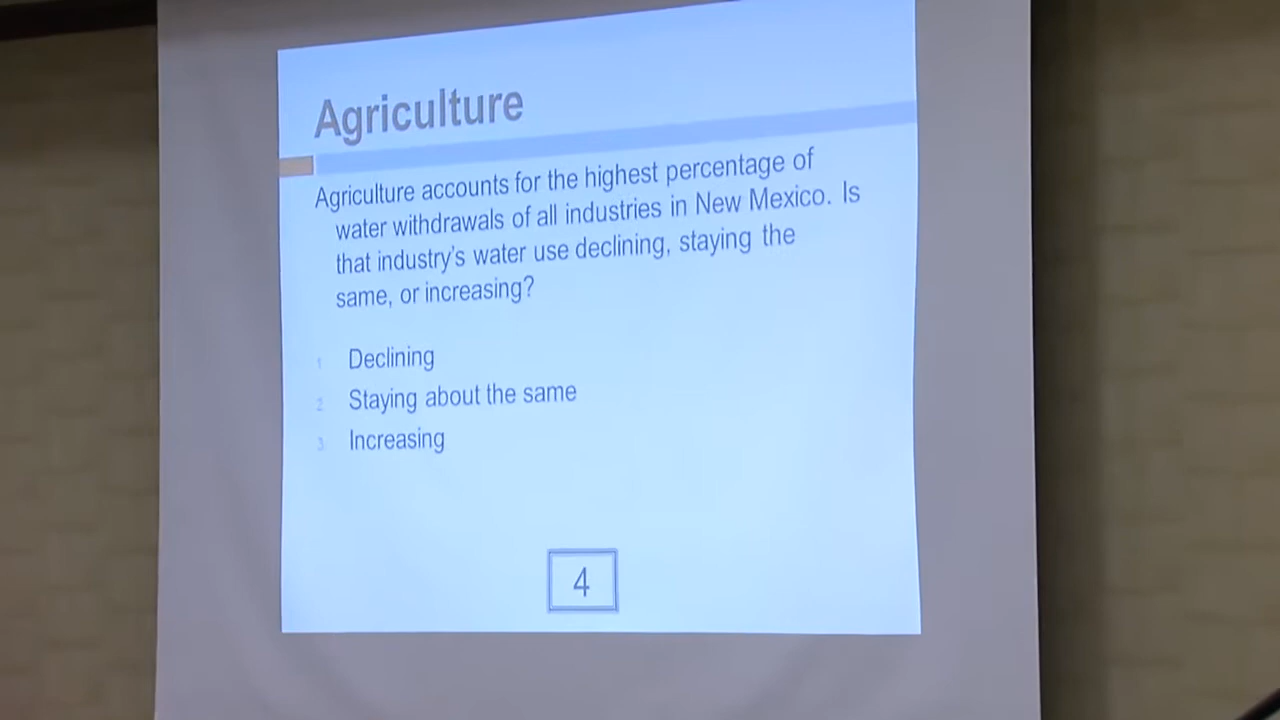 Agriculture
Agriculture accounts for the highest percentage of
water withdrawals of all industries in New Mexico. Is
that industry's water use declining, staying the
same, or increasing?
1 Declining
2 Staying about the same
3 Increasing
4